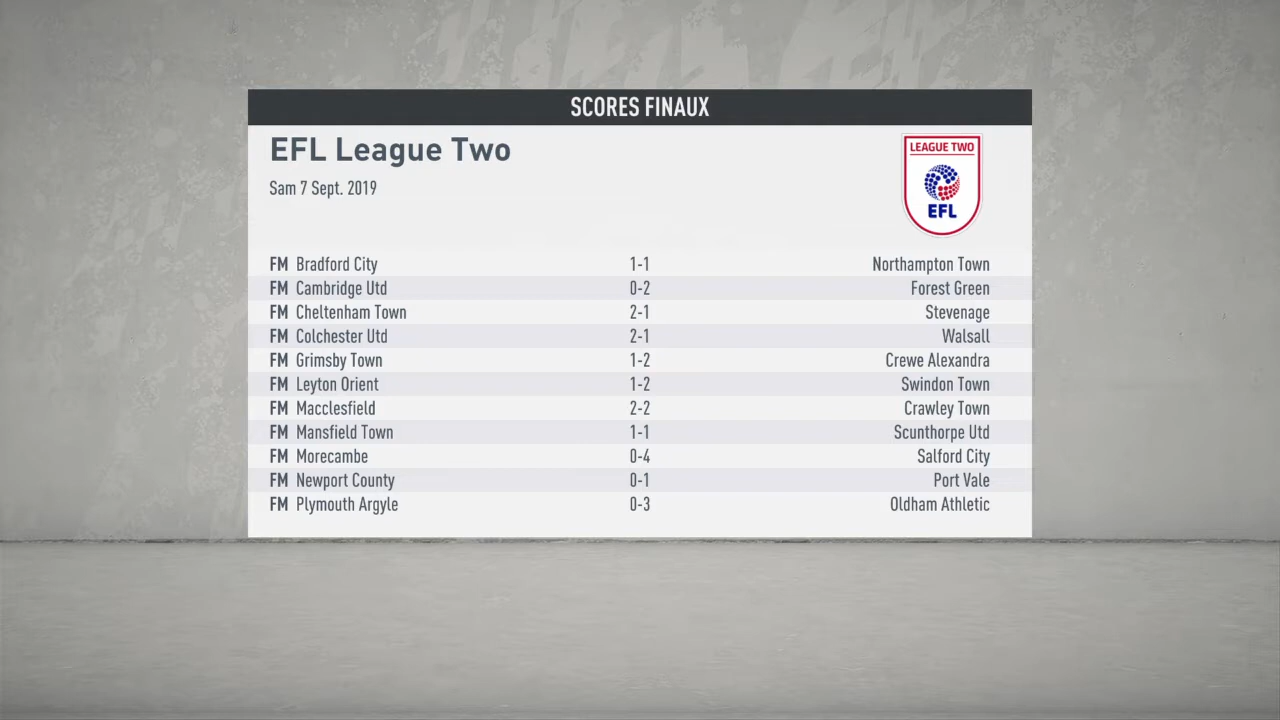 SCORES FINAUX
EFL League Two
Sam 7 Sept. 2019
LEAGUE TWO
EFL
FM Bradford City 1-1 Northampton Town
FM Cambridge Utd 0-2 Forest Green
FM Cheltenham Town 2-1 Stevenage
FM Colchester Utd 2-1 Walsall
FM Grimsby Town 1-2 Crewe Alexandra
FM Leyton Orient 1-2 Swindon Town
FM Macclesfield 2-2 Crawley Town
FM Mansfield Town 1-1 Scunthorpe Utd
FM Morecambe 0-4 Salford City
FM Newport County 0-1 Port Vale
FM Plymouth Argyle 0-3 Oldham Athletic